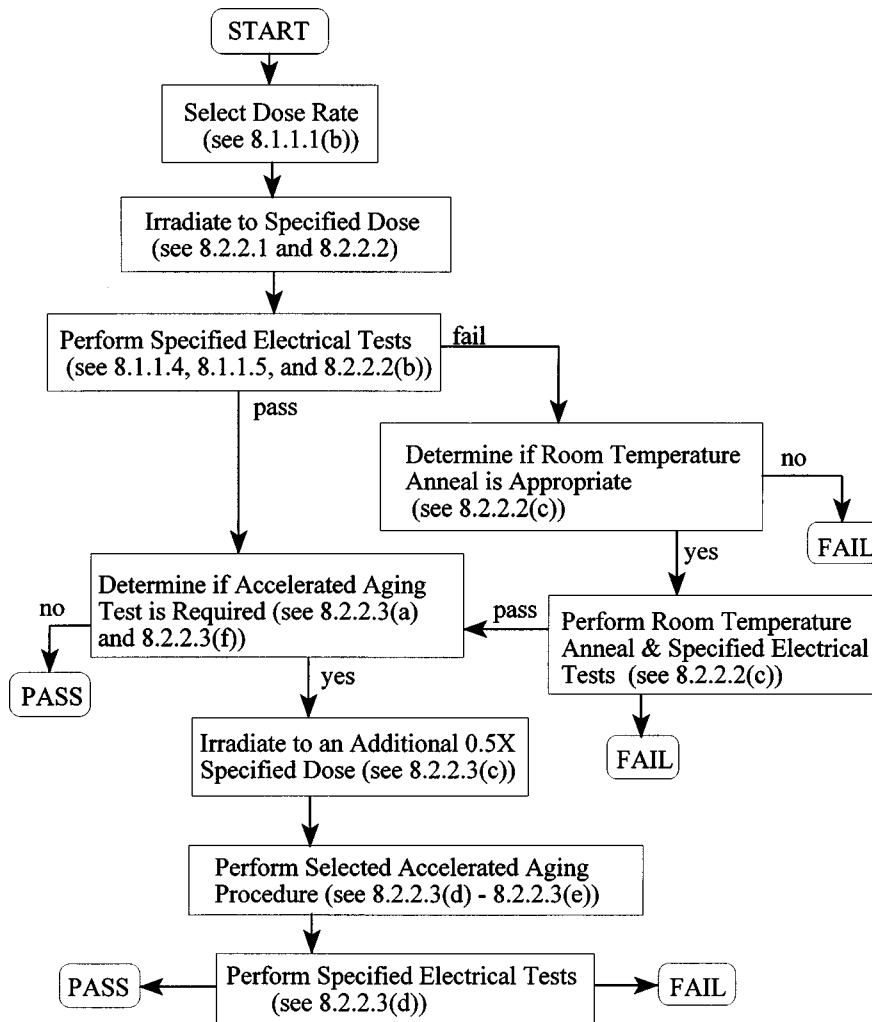 START
Select Dose Rate
(see 8.1.1.1(b))
Irradiate to Specified Dose
(see 8.2.2.1 and 8.2.2.2)
Perform Specified Electrical Tests
(see 8.1.1.4, 8.1.1.5, and 8.2.2.2(b))
fail
pass
Determine if Room Temperature
Anneal is Appropriate
(see 8.2.2.2(c))
no
FAIL
yes
Determine if Accelerated Aging
Test is Required (see 8.2.2.3(a)
and 8.2.2.3(f))
no
PASS
pass
Perform Room Temperature
Anneal & Specified Electrical
Tests (see 8.2.2.2(c))
FAIL
yes
Irradiate to an Additional 0.5X
Specified Dose (see 8.2.2.3(c))
Perform Selected Accelerated Aging
Procedure (see 8.2.2.3(d) - 8.2.2.3(e))
PASS
Perform Specified Electrical Tests
(see 8.2.2.3(d))
FAIL